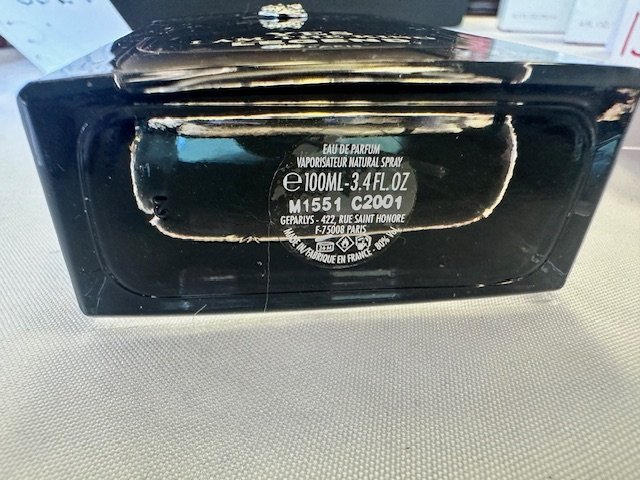 EAU DE PARFUM
VAPORISATEUR NATURAL SPRAY
℮100ML-3.4 FL.OZ
M1551 C2001
GEPARLYS - 422, RUE SAINT HONORE
F-75008 PARIS
36M
MADE IN/FABRIQUE EN FRANCE - 80% Vol.